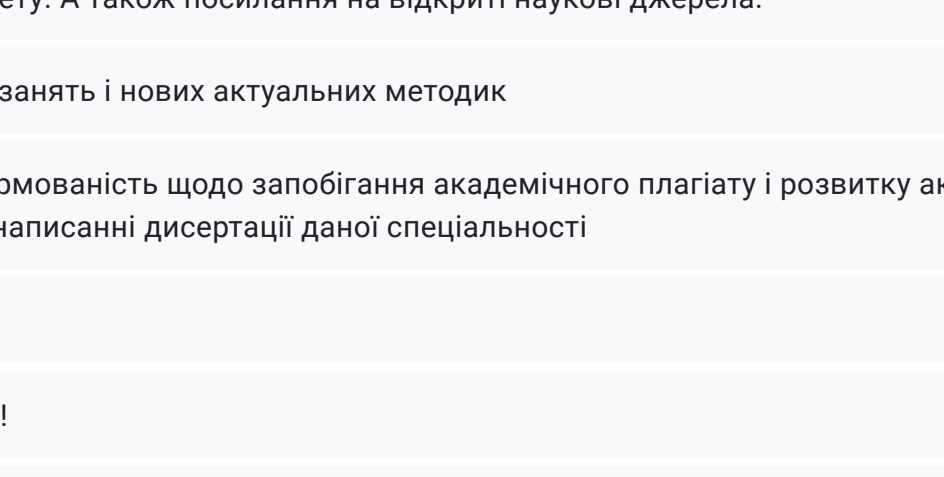 ету. А також посилання на відкриті наукові джерела.
занять і нових актуальних методик
рмованість щодо запобігання академічного плагіату і розвитку ак
написанні дисертації даної спеціальності
!